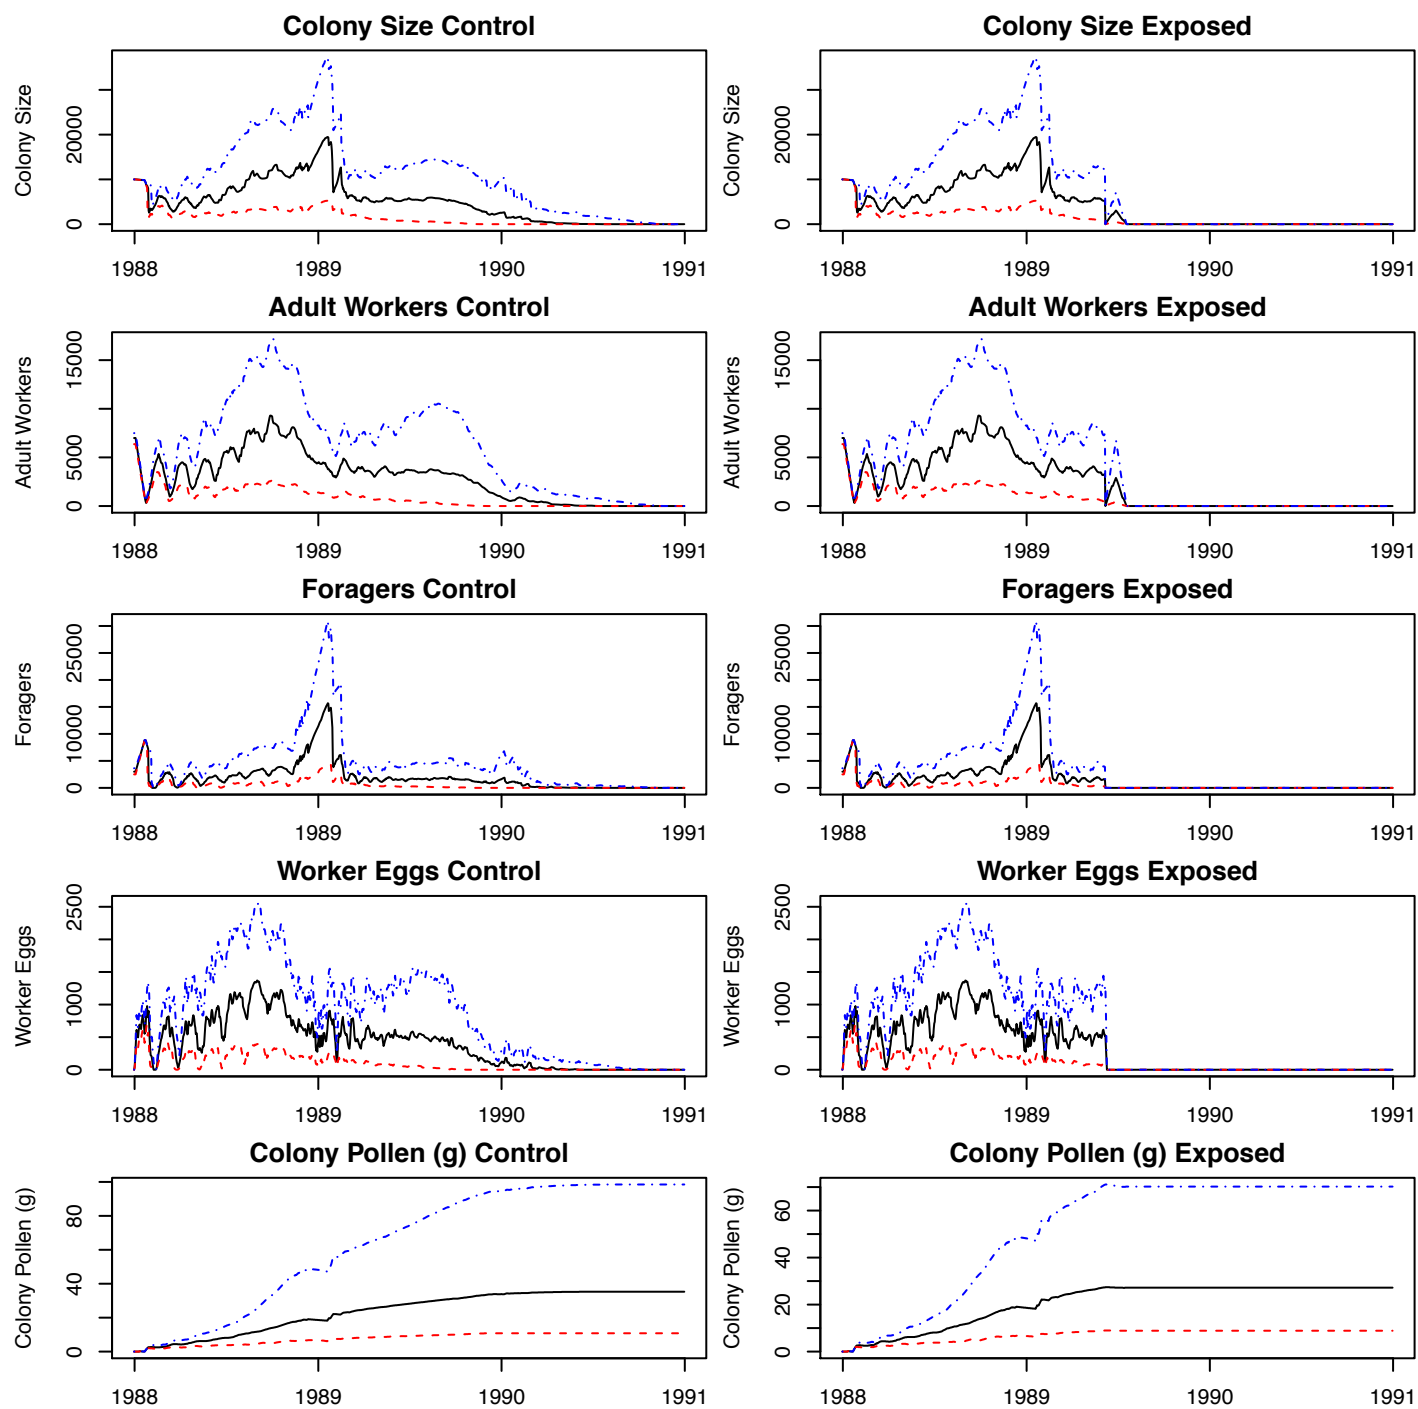 Colony Size Control
Colony Size
20000
0
1988 1989 1990 1991
Colony Size Exposed
Colony Size
20000
0
1988 1989 1990 1991
Adult Workers Control
Adult Workers
15000
5000
0
1988 1989 1990 1991
Adult Workers Exposed
Adult Workers
15000
5000
0
1988 1989 1990 1991
Foragers Control
Foragers
25000
10000
0
1988 1989 1990 1991
Foragers Exposed
Foragers
25000
10000
0
1988 1989 1990 1991
Worker Eggs Control
Worker Eggs
2500
1000
0
1988 1989 1990 1991
Worker Eggs Exposed
Worker Eggs
2500
1000
0
1988 1989 1990 1991
Colony Pollen (g) Control
Colony Pollen (g)
80
40
0
1988 1989 1990 1991
Colony Pollen (g) Exposed
Colony Pollen (g)
60
40
20
0
1988 1989 1990 1991